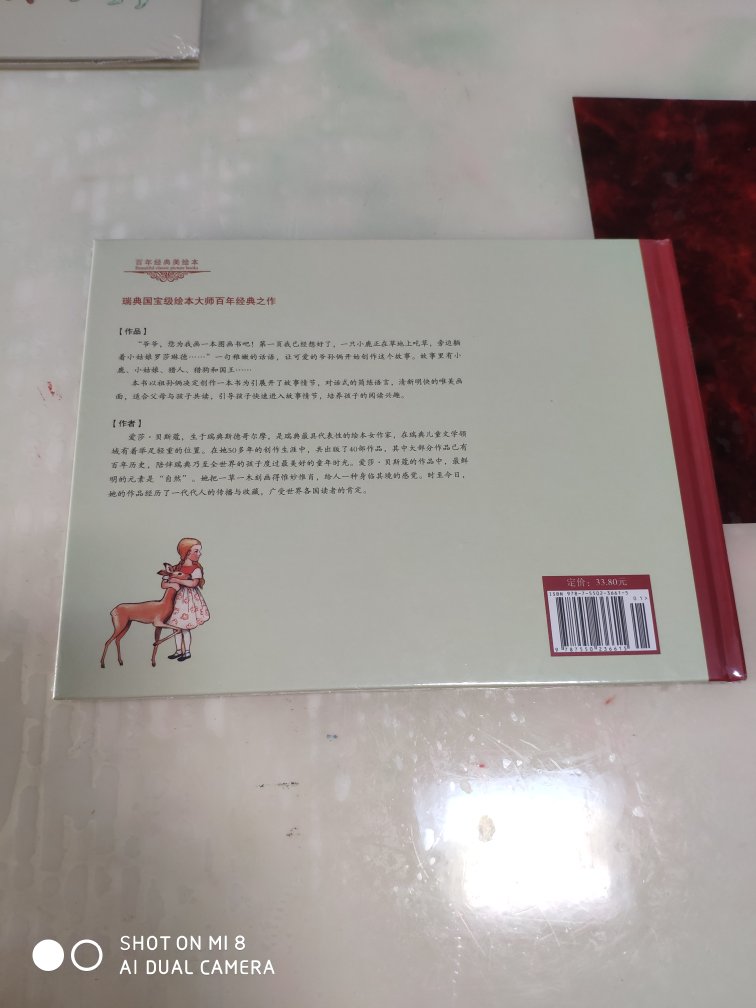 百年经典美绘本
Beautiful classic picture books
瑞典国宝级绘本大师百年经典之作
【作品】
“爷爷，您为我画一本图画书吧！第一页我已经想好了，一只小鹿正在草地上吃草，旁边躺
着小姑娘罗莎琳德……”一句稚嫩的话语，让可爱的爷孙俩开始创作这个故事。故事里有小
鹿、小姑娘、猎人、猎狗和国王……
本书以祖孙俩决定创作一本书为引展开了故事情节，对话式的简练语言，清新明快的唯美画
面，适合父母与孩子共读，引导孩子快速进入故事情节，培养孩子的阅读兴趣。
【作者】
爱莎·贝斯蔻，生于瑞典斯德哥尔摩，是瑞典最具代表性的绘本女作家，在瑞典儿童文学领
域有着举足轻重的位置。在她50多年的创作生涯中，共出版了40部作品，其中大部分作品已有
百年历史，陪伴瑞典乃至全世界的孩子度过最美好的童年时光。爱莎·贝斯蔻的作品中，最鲜
明的元素是“自然”。她把一草一木刻画得惟妙惟肖，给人一种身临其境的感觉。时至今日，
她的作品经历了一代代人的传播与收藏，广受世界各国读者的肯定。
定价：33.80元
ISBN 978-7-5502-3661-5
01>
9 787550 236615
SHOT ON MI 8
AI DUAL CAMERA